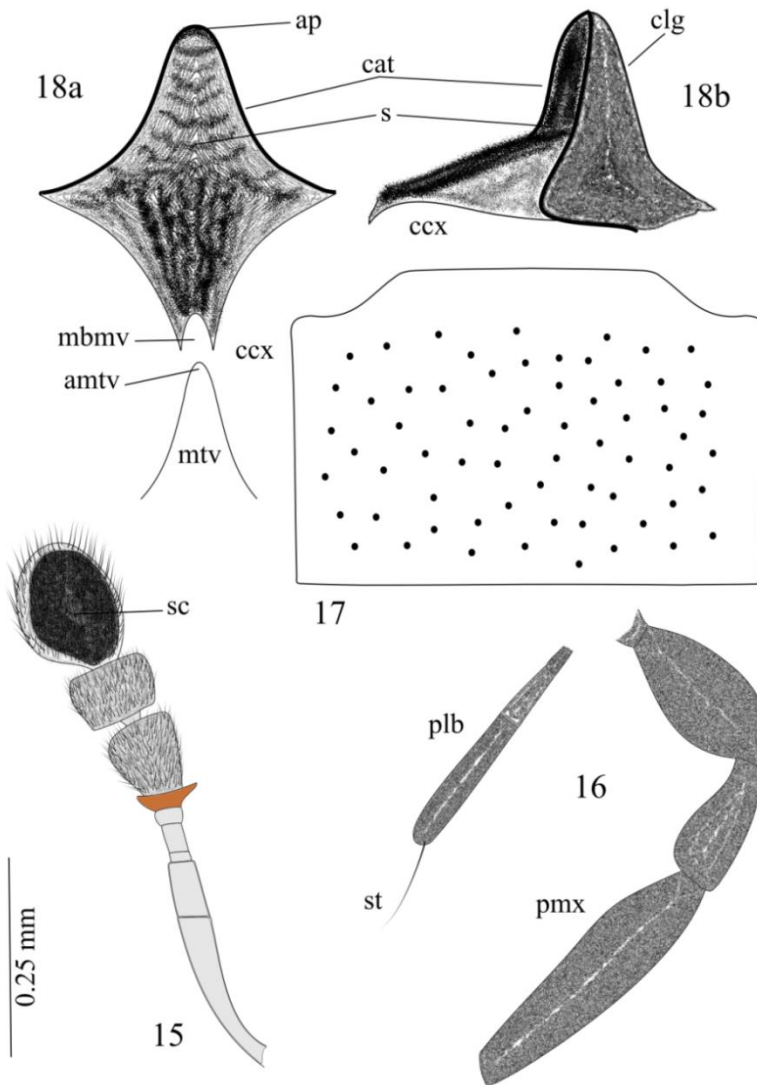 ap
clg
18a
cat
18b
s
ccx
mbmv
ccx
amtv
mtv
sc
17
plb
16
st
pmx
0.25 mm
15